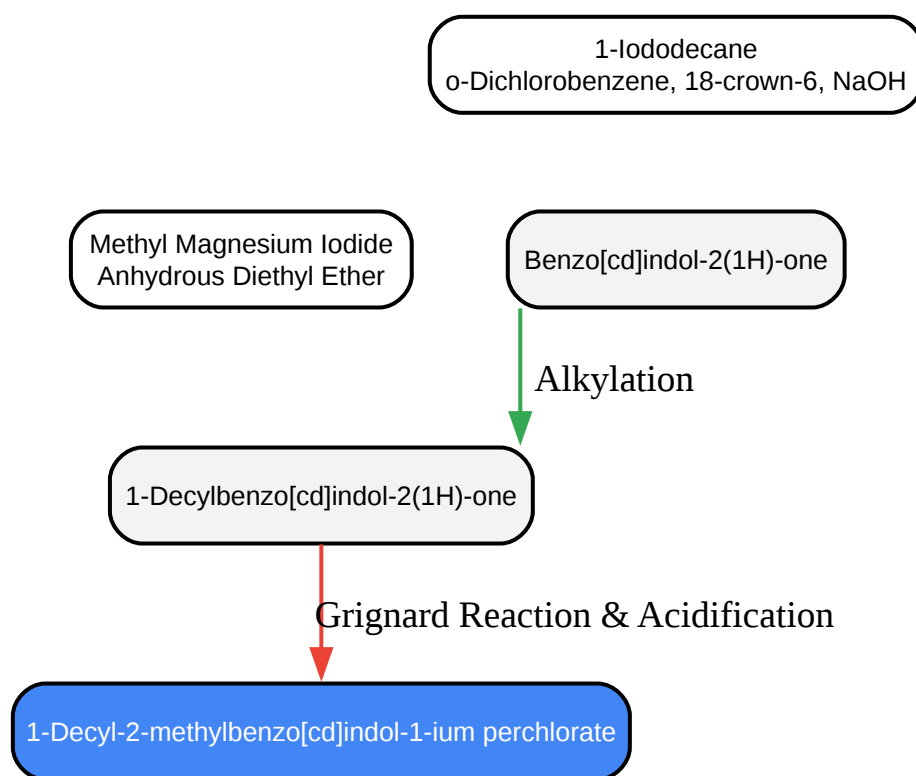 1-Iododecane
o-Dichlorobenzene, 18-crown-6, NaOH
Methyl Magnesium Iodide
Anhydrous Diethyl Ether
Benzo[cd]indol-2(1H)-one
Alkylation
1-Decylbenzo[cd]indol-2(1H)-one
Grignard Reaction & Acidification
1-Decyl-2-methylbenzo[cd]indol-1-ium perchlorate